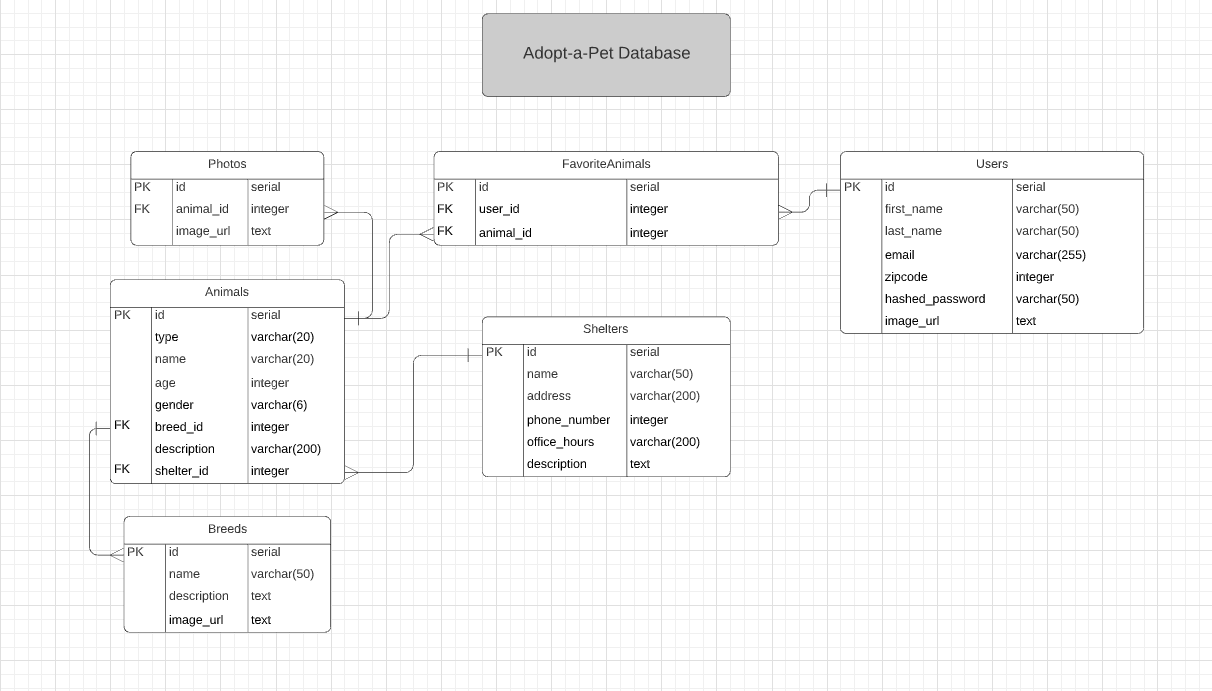 Adopt-a-Pet Database
Photos
PK id serial
FK animal_id integer
image_url text
FavoriteAnimals
PK id serial
FK user_id integer
FK animal_id integer
Users
PK id serial
first_name varchar(50)
last_name varchar(50)
email varchar(255)
zipcode integer
hashed_password varchar(50)
image_url text
Animals
PK id serial
type varchar(20)
name varchar(20)
age integer
gender varchar(6)
FK breed_id integer
description varchar(200)
FK shelter_id integer
Shelters
PK id serial
name varchar(50)
address varchar(200)
phone_number integer
office_hours varchar(200)
description text
Breeds
PK id serial
name varchar(50)
description text
image_url text